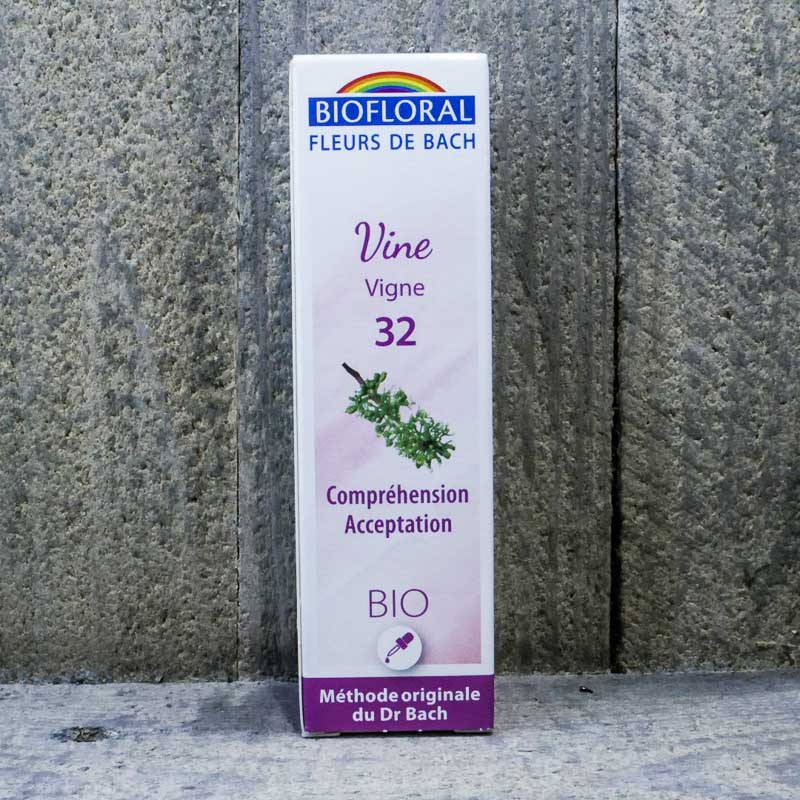 BIOFLORAL
FLEURS DE BACH
Vine
Vigne
32
Compréhension
Acceptation
BIO
Méthode originale
du Dr Bach